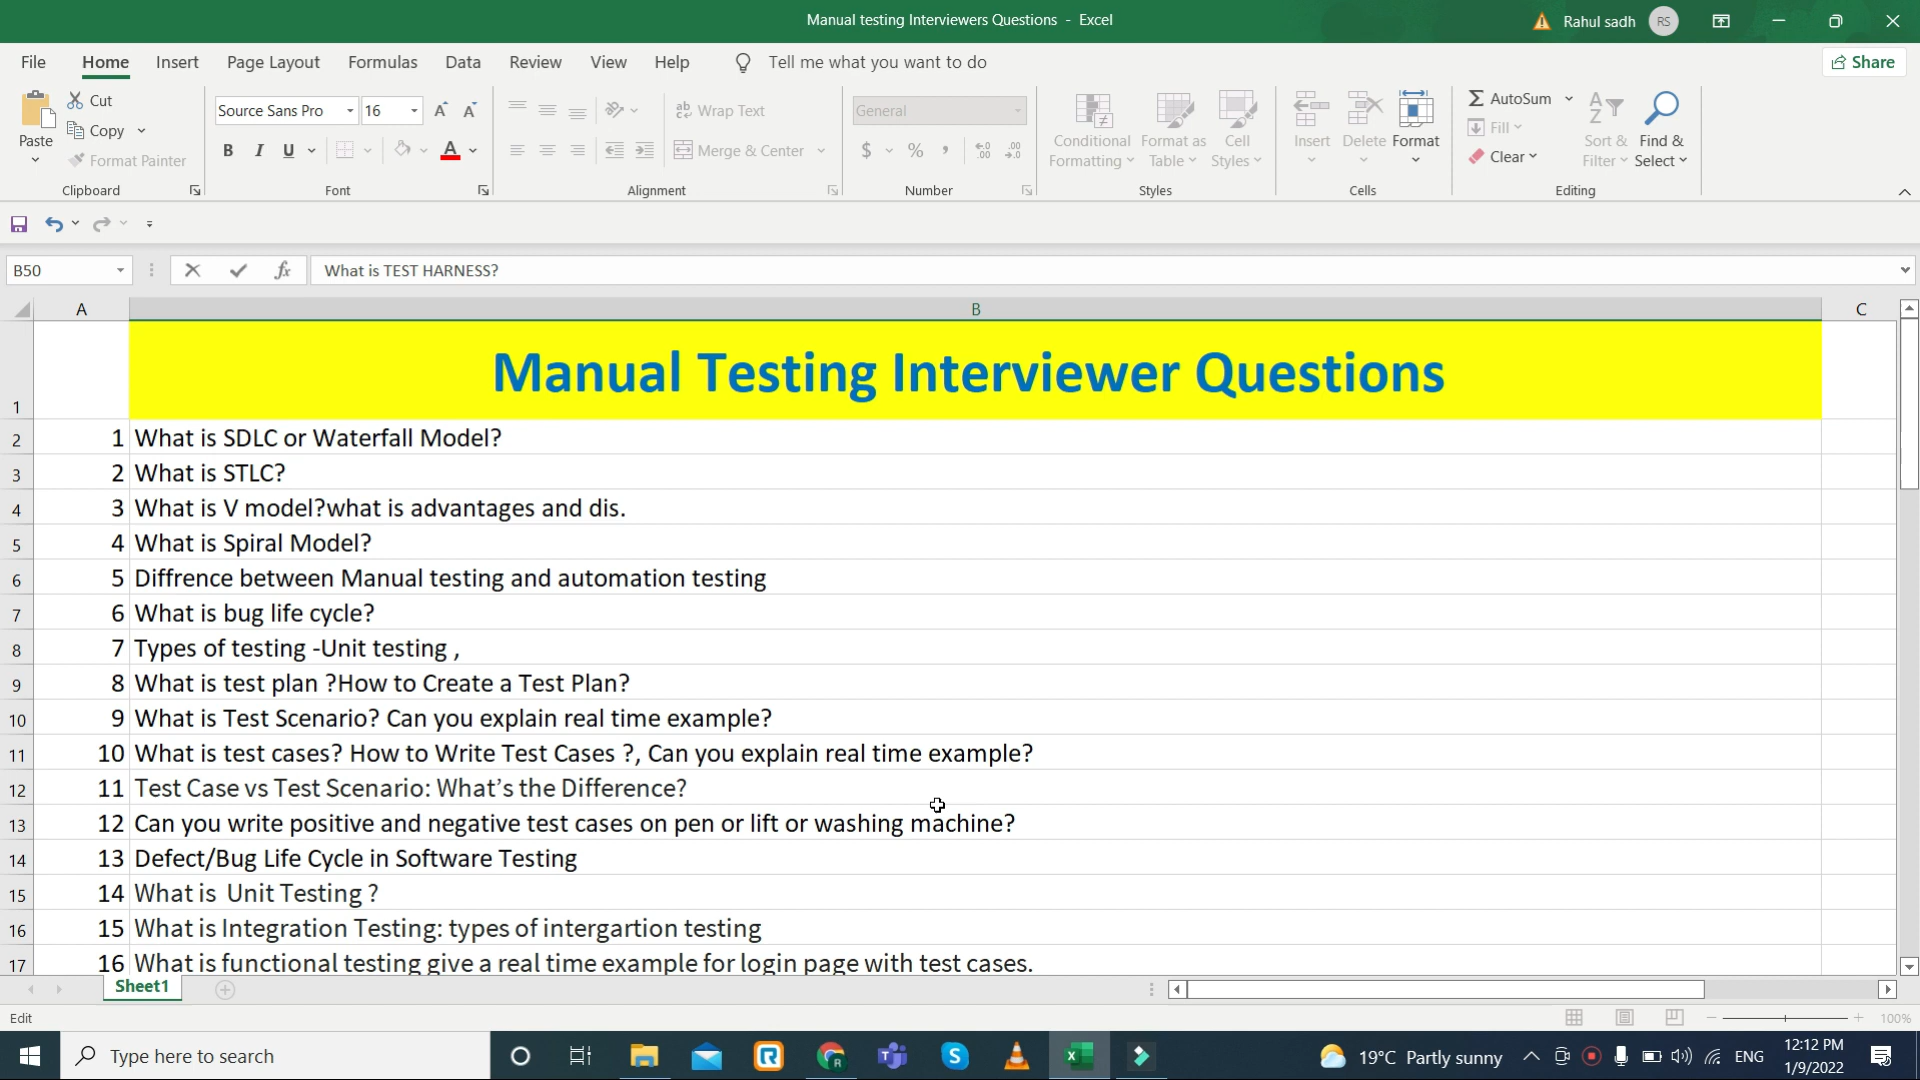 Manual testing Interviewers Questions - Excel
Rahul sadh RS
File Home Insert Page Layout Formulas Data Review View Help Tell me what you want to do Share
Paste Cut Copy Format Painter Clipboard
Source Sans Pro 16 A A B I U A Font
ab Wrap Text Merge & Center Alignment
General $ % , Number
Conditional Formatting Format as Table Cell Styles Styles
Insert Delete Format Cells
AutoSum Fill Clear Sort & Filter Find & Select Editing
B50 fx What is TEST HARNESS?
A B C
1 Manual Testing Interviewer Questions
2 1 What is SDLC or Waterfall Model?
3 2 What is STLC?
4 3 What is V model?what is advantages and dis.
5 4 What is Spiral Model?
6 5 Diffrence between Manual testing and automation testing
7 6 What is bug life cycle?
8 7 Types of testing -Unit testing ,
9 8 What is test plan ?How to Create a Test Plan?
10 9 What is Test Scenario? Can you explain real time example?
11 10 What is test cases? How to Write Test Cases ?, Can you explain real time example?
12 11 Test Case vs Test Scenario: What’s the Difference?
13 12 Can you write positive and negative test cases on pen or lift or washing machine?
14 13 Defect/Bug Life Cycle in Software Testing
15 14 What is  Unit Testing ?
16 15 What is Integration Testing: types of intergartion testing
17 16 What is functional testing give a real time example for login page with test cases.
Sheet1
Edit 100%
Type here to search 19°C Partly sunny ENG 12:12 PM
1/9/2022